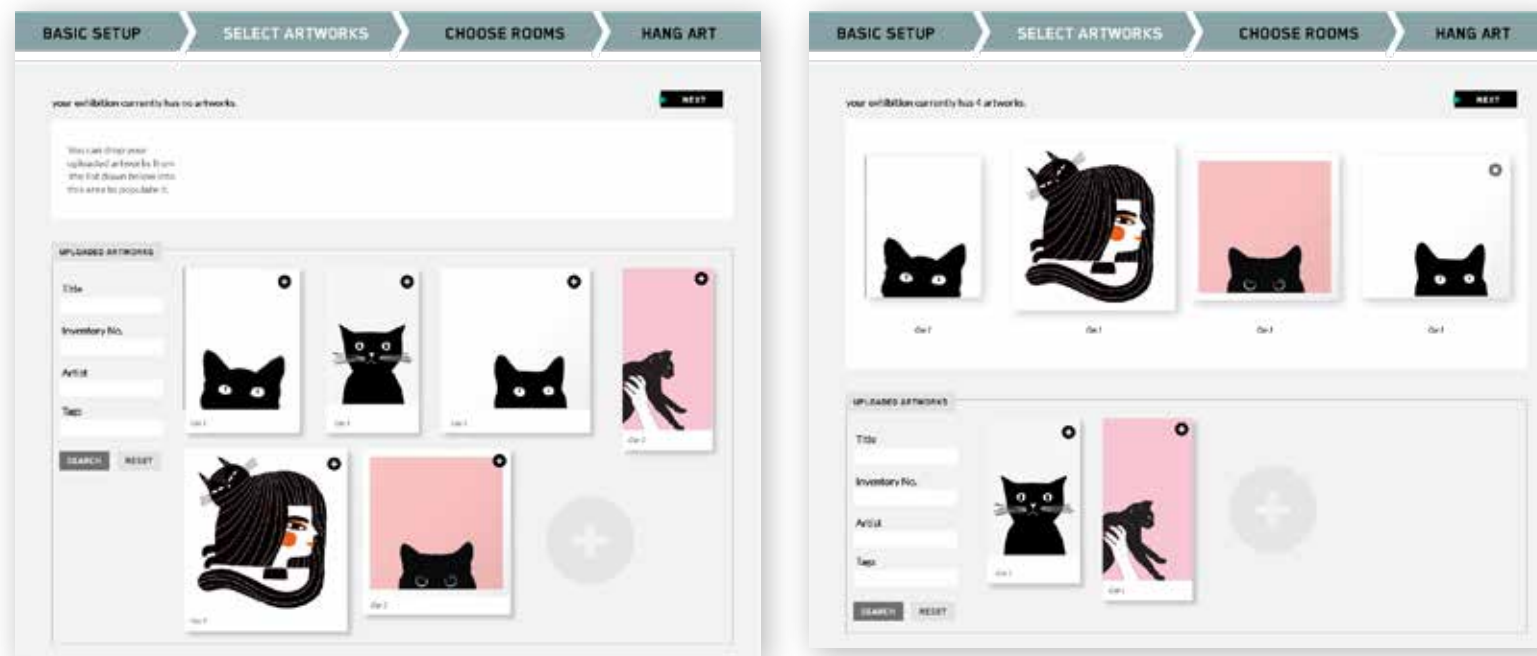 BASIC SETUP
SELECT ARTWORKS
CHOOSE ROOMS
HANG ART
your exhibition currently has no artworks.
NEXT
You can drop your
uploaded artworks from
the list down below into
this area to populate it.
UPLOADED ARTWORKS
Title
Inventory No.
Artist
Tags
SEARCH
RESET
BASIC SETUP
SELECT ARTWORKS
CHOOSE ROOMS
HANG ART
your exhibition currently has 4 artworks.
NEXT
UPLOADED ARTWORKS
Title
Inventory No.
Artist
Tags
SEARCH
RESET